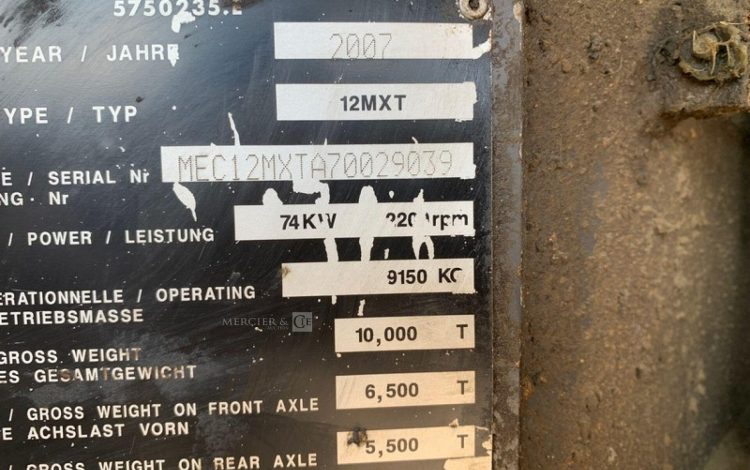 5750235.L
YEAR / JAHRE 2007
YPE / TYP 12MXT
E / SERIAL Nr MEC12MXTA70029039
NG. Nr
/ POWER / LEISTUNG 74KW 220 rpm
9150 KG
ERATIONNELLE / OPERATING
ETRIEBSMASSE
MERCIER & CIE
10,000 T
GROSS WEIGHT
ES GESAMTGEWICHT
6,500 T
/ GROSS WEIGHT ON FRONT AXLE
E ACHSLAST VORN
5,500 T
/ GROSS WEIGHT ON REAR AXLE